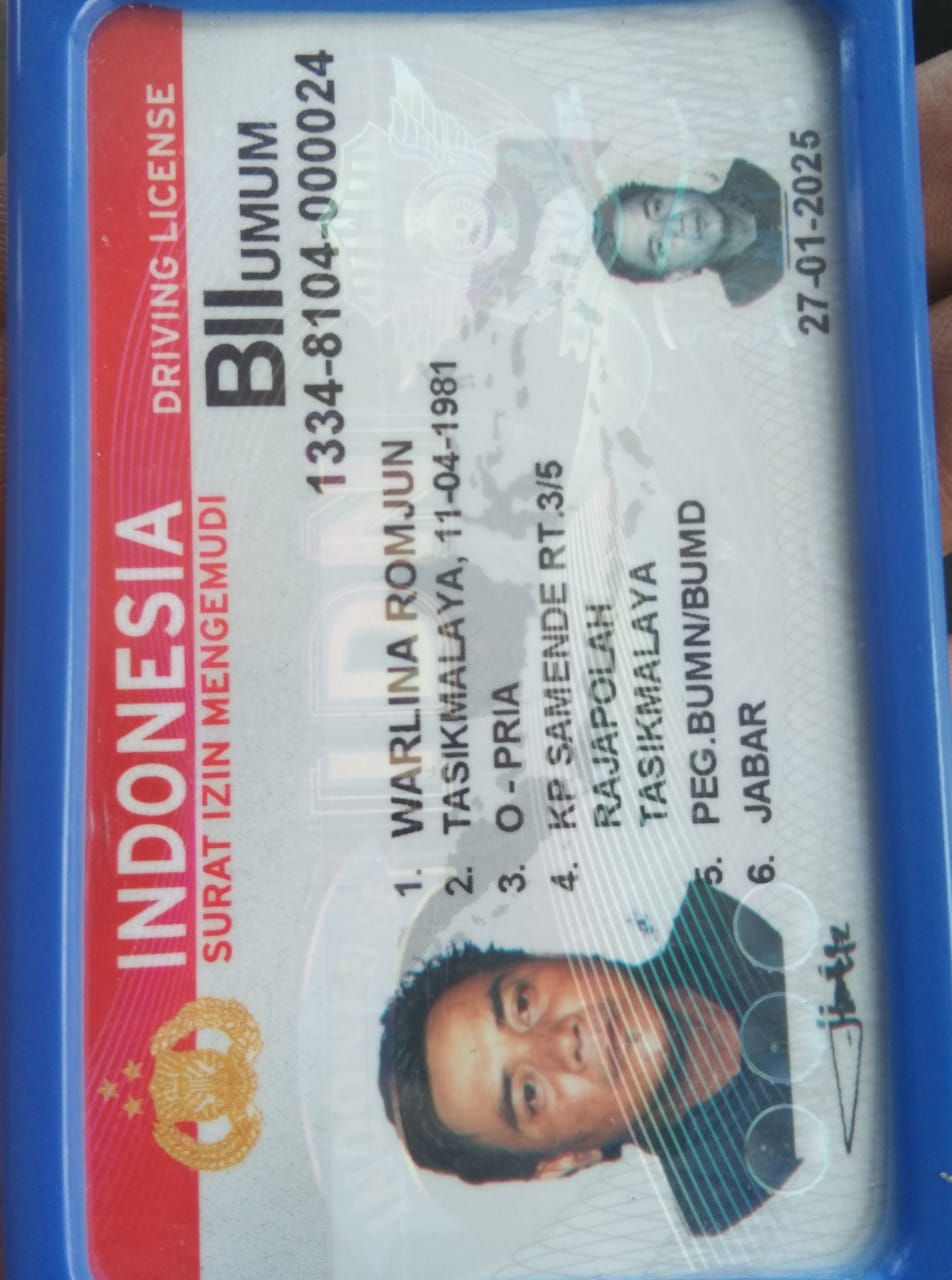 INDONESIA
DRIVING LICENSE
SURAT IZIN MENGEMUDI
BII UMUM
1334-8104-000024
1. WARLINA ROMJUN
2. TASIKMALAYA, 11-04-1981
3. O - PRIA
4. KP SAMENDE RT.3/5
RAJAPOLAH
TASIKMALAYA
5. PEG.BUMN/BUMD
6. JABAR
27-01-2025